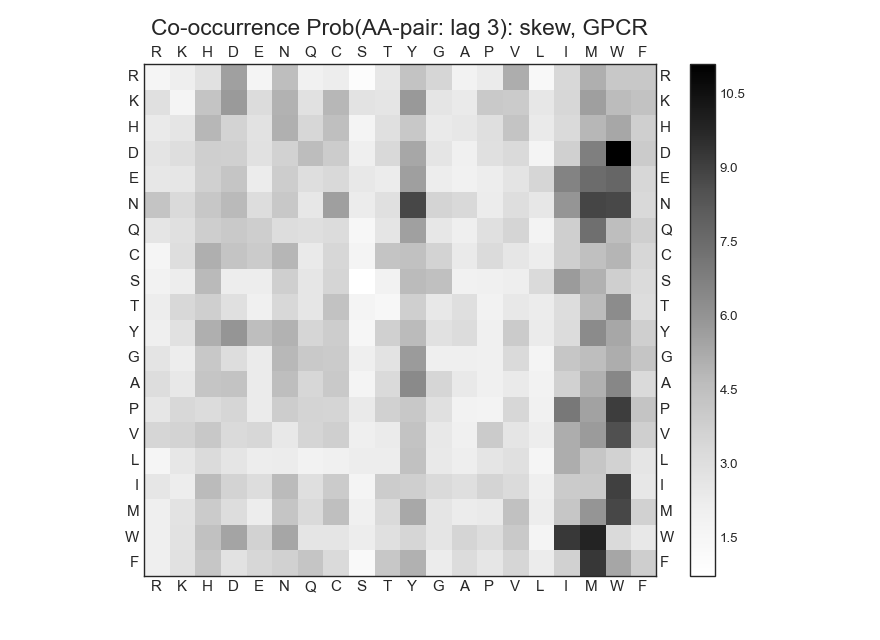 Co-occurrence Prob(AA-pair: lag 3): skew, GPCR
R K H D E N Q C S T Y G A P V L I M W F
R R
K K
10.5
H H
D D
9.0
E E
N N
7.5
Q Q
C C
S S
6.0
T T
Y Y
G G
4.5
A A
P P
V V
3.0
L L
I I
M M
1.5
W W
F F
R K H D E N Q C S T Y G A P V L I M W F